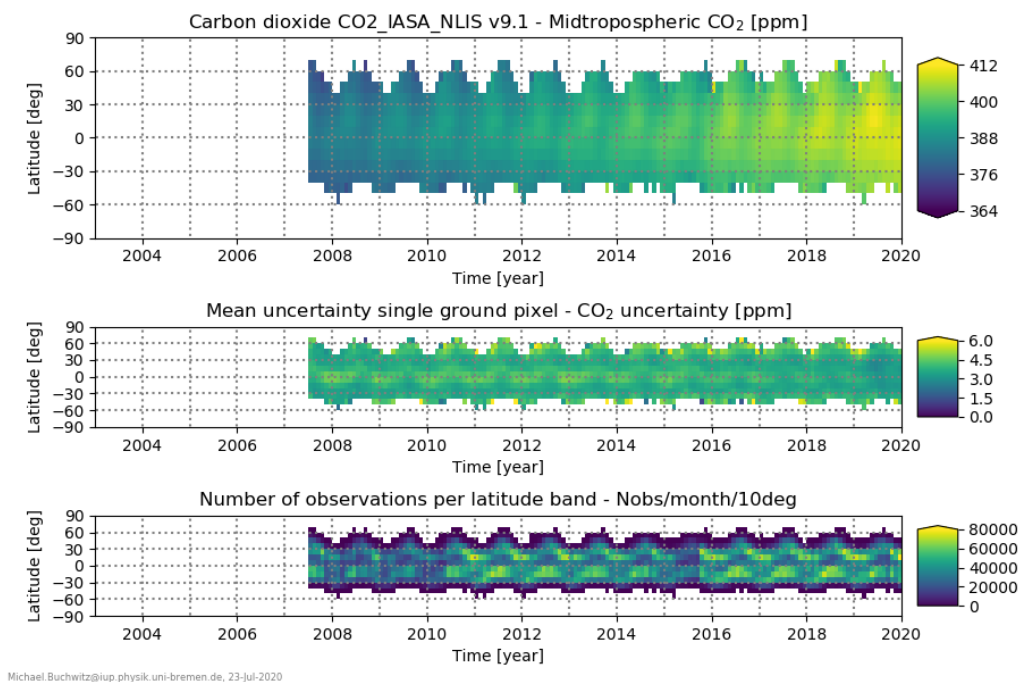 Carbon dioxide CO2_IASA_NLIS v9.1 - Midtropospheric CO₂ [ppm]
90
60
30
0
−30
−60
−90
Latitude [deg]
2004 2006 2008 2010 2012 2014 2016 2018 2020
Time [year]
412
400
388
376
364
Mean uncertainty single ground pixel - CO₂ uncertainty [ppm]
90
60
30
0
−30
−60
−90
Latitude [deg]
2004 2006 2008 2010 2012 2014 2016 2018 2020
Time [year]
6.0
4.5
3.0
1.5
0.0
Number of observations per latitude band - Nobs/month/10deg
90
60
30
0
−30
−60
−90
Latitude [deg]
2004 2006 2008 2010 2012 2014 2016 2018 2020
Time [year]
80000
60000
40000
20000
0
Michael.Buchwitz@iup.physik.uni-bremen.de, 23-Jul-2020